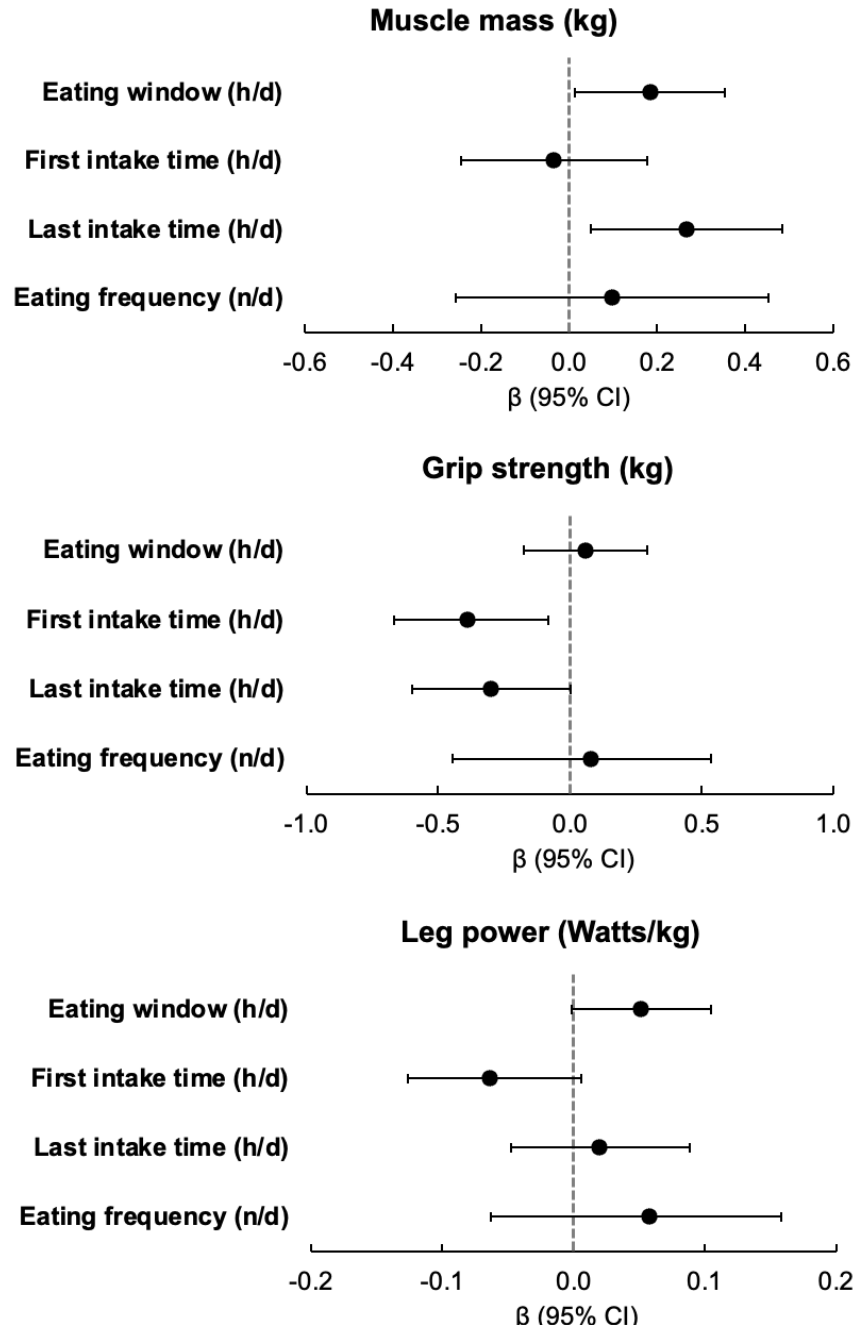 Muscle mass (kg)
Eating window (h/d)
First intake time (h/d)
Last intake time (h/d)
Eating frequency (n/d)
-0.6 -0.4 -0.2 0.0 0.2 0.4 0.6
β (95% CI)
Grip strength (kg)
Eating window (h/d)
First intake time (h/d)
Last intake time (h/d)
Eating frequency (n/d)
-1.0 -0.5 0.0 0.5 1.0
β (95% CI)
Leg power (Watts/kg)
Eating window (h/d)
First intake time (h/d)
Last intake time (h/d)
Eating frequency (n/d)
-0.2 -0.1 0.0 0.1 0.2
β (95% CI)